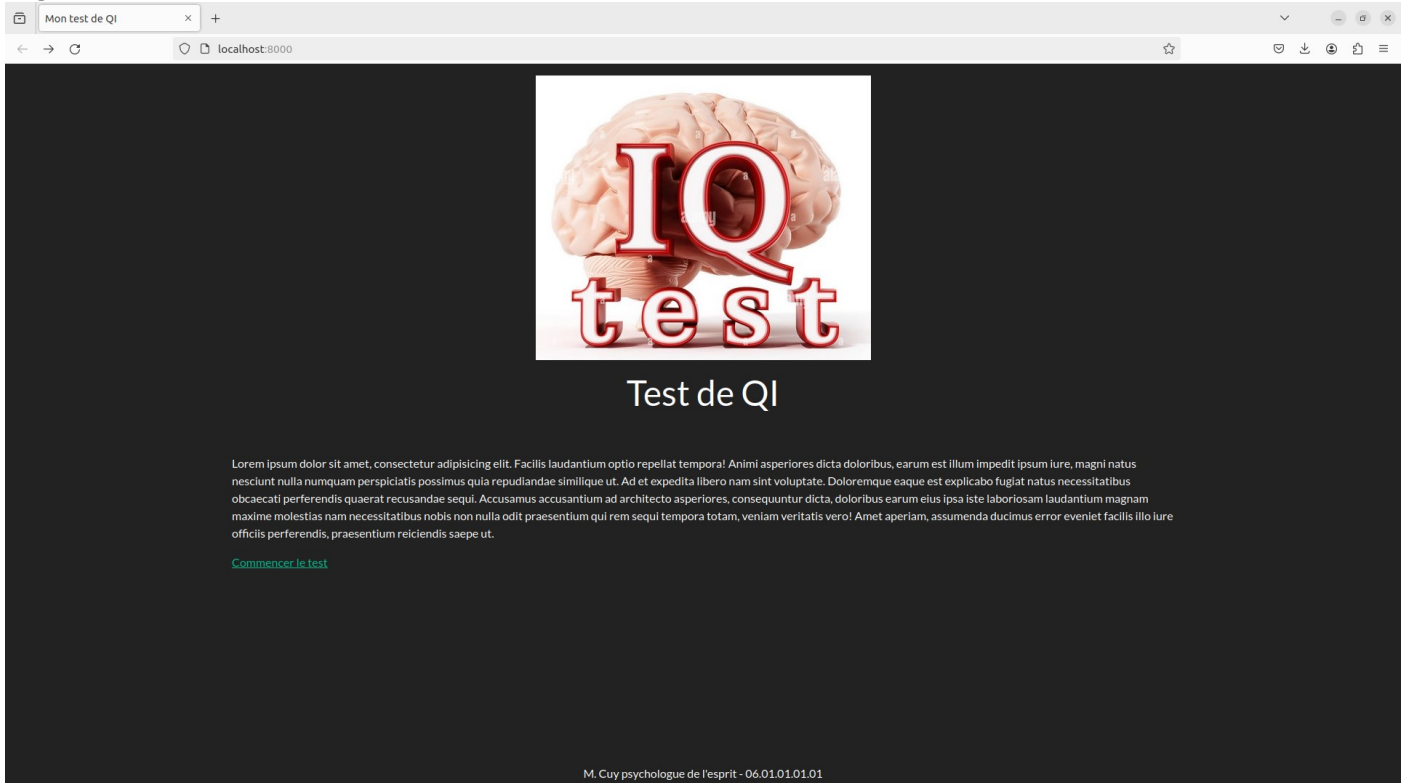 Mon test de QI
localhost:8000
IQ
test
alamy
Test de QI
Lorem ipsum dolor sit amet, consectetur adipisicing elit. Facilis laudantium optio repellat tempora! Animi asperiores dicta doloribus, earum est illum impedit ipsum iure, magni natus
nesciunt nulla numquam perspiciatis possimus quia repudiandae similique ut. Ad et expedita libero nam sint voluptate. Doloremque eaque est explicabo fugiat natus necessitatibus
obcaecati perferendis quaerat recusandae sequi. Accusamus accusantium ad architecto asperiores, consequuntur dicta, doloribus earum eius ipsa iste laboriosam laudantium magnam
maxime molestias nam necessitatibus nobis non nulla odit praesentium qui rem sequi tempora totam, veniam veritatis vero! Amet aperiam, assumenda ducimus error eveniet facilis illo iure
officiis perferendis, praesentium reiciendis saepe ut.
Commencer le test
M. Cuy psychologue de l'esprit - 06.01.01.01.01